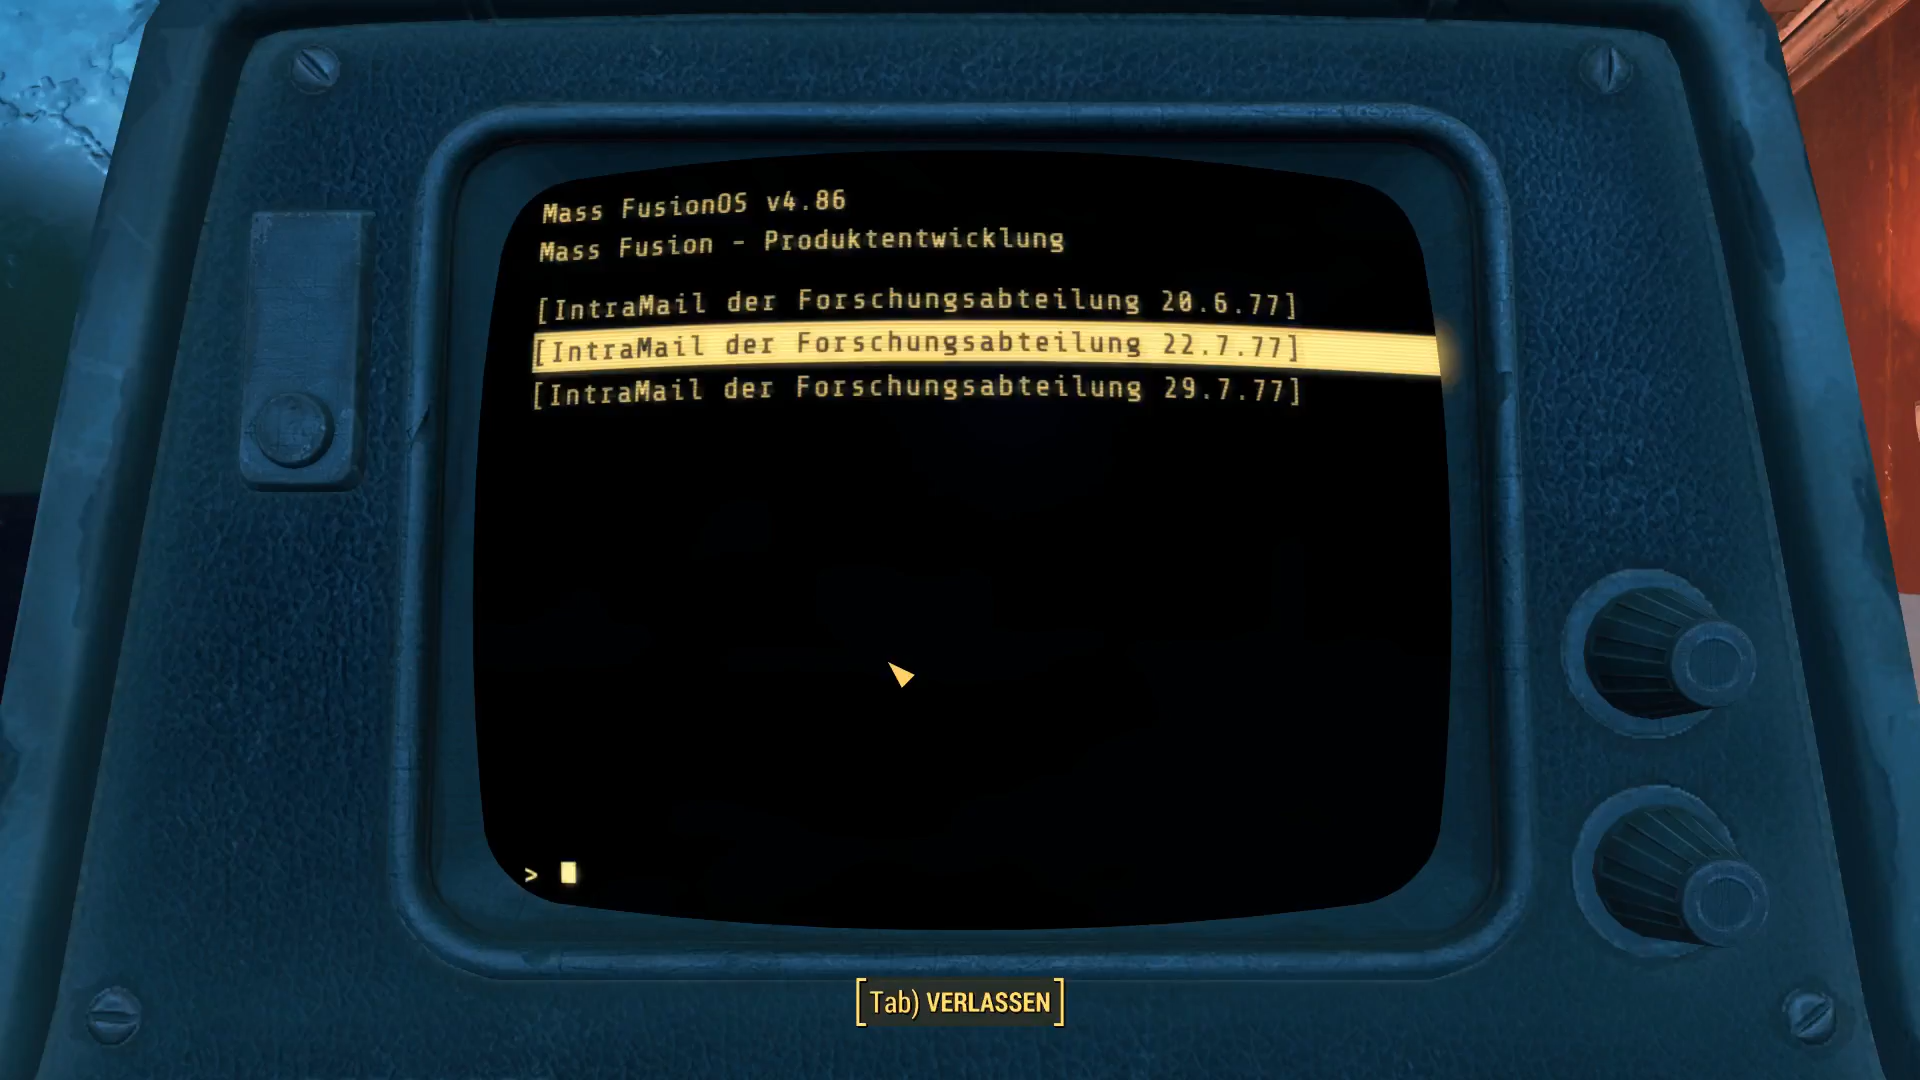 Mass FusionOS v4.86
Mass Fusion - Produktentwicklung
[IntraMail der Forschungsabteilung 20.6.77]
[IntraMail der Forschungsabteilung 22.7.77]
[IntraMail der Forschungsabteilung 29.7.77]
>
[Tab) VERLASSEN]